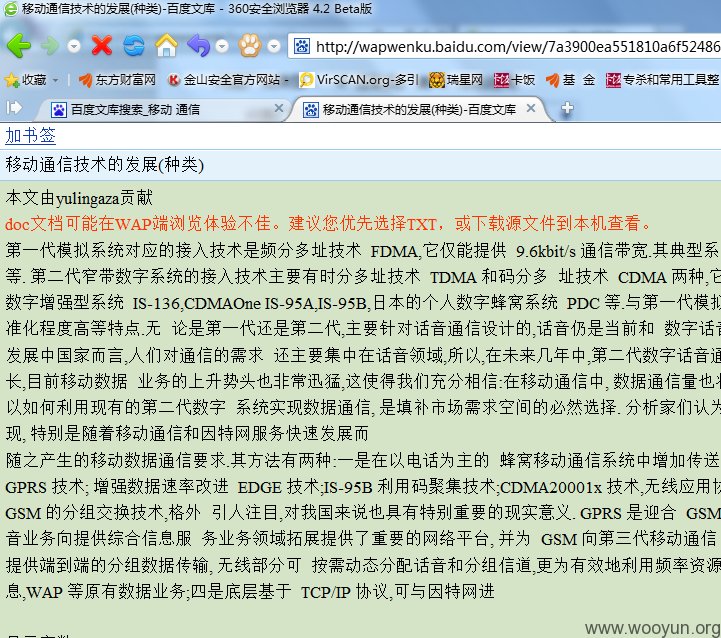 移动通信技术的发展(种类)-百度文库 - 360安全浏览器 4.2 Beta版
http://wapwenku.baidu.com/view/7a3900ea551810a6f52486
收藏 东方财富网 金山安全官方网站 - VirSCAN.org-多引 瑞星网 卡饭 基 金 专杀和常用工具整
百度文库搜索_移动 通信 移动通信技术的发展(种类)-百度文库
加书签
移动通信技术的发展(种类)
本文由yulingaza贡献
doc文档可能在WAP端浏览体验不佳。建议您优先选择TXT，或下载源文件到本机查看。
第一代模拟系统对应的接入技术是频分多址技术 FDMA,它仅能提供 9.6kbit/s 通信带宽.其典型系
等. 第二代窄带数字系统的接入技术主要有时分多址技术 TDMA 和码分多 址技术 CDMA 两种,它
数字增强型系统 IS-136,CDMAOne IS-95A,IS-95B,日本的个人数字蜂窝系统 PDC 等.与第一代模拟
准化程度高等特点.无 论是第一代还是第二代,主要针对话音通信设计的,话音仍是当前和 数字话音
发展中国家而言,人们对通信的需求 还主要集中在话音领域,所以,在未来几年中,第二代数字话音通
长,目前移动数据 业务的上升势头也非常迅猛,这使得我们充分相信:在移动通信中, 数据通信量也将
以如何利用现有的第二代数字 系统实现数据通信, 是填补市场需求空间的必然选择. 分析家们认为
现, 特别是随着移动通信和因特网服务快速发展而
随之产生的移动数据通信要求.其方法有两种:一是在以电话为主的 蜂窝移动通信系统中增加传送
GPRS 技术; 增强数据速率改进 EDGE 技术;IS-95B 利用码聚集技术;CDMA20001x 技术,无线应用协
GSM 的分组交换技术,格外 引人注目,对我国来说也具有特别重要的现实意义. GPRS 是迎合 GSM
音业务向提供综合信息服 务业务领域拓展提供了重要的网络平台, 并为 GSM 向第三代移动通信
提供端到端的分组数据传输, 无线部分可 按需动态分配话音和分组信道,更为有效地利用频率资源
息,WAP 等原有数据业务;四是底层基于 TCP/IP 协议,可与因特网进
www.wooyun.org